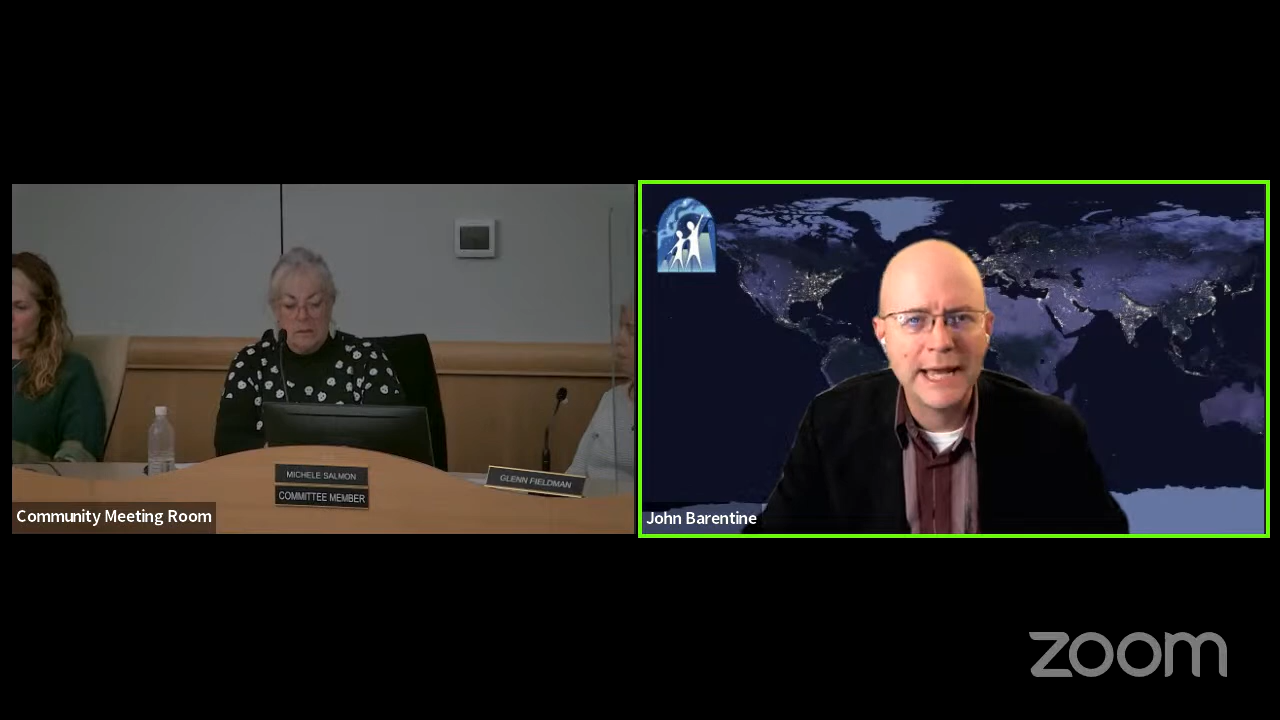 MICHELE SALMON
COMMITTEE MEMBER
GLENN FIELDMAN
Community Meeting Room
John Barentine
zoom